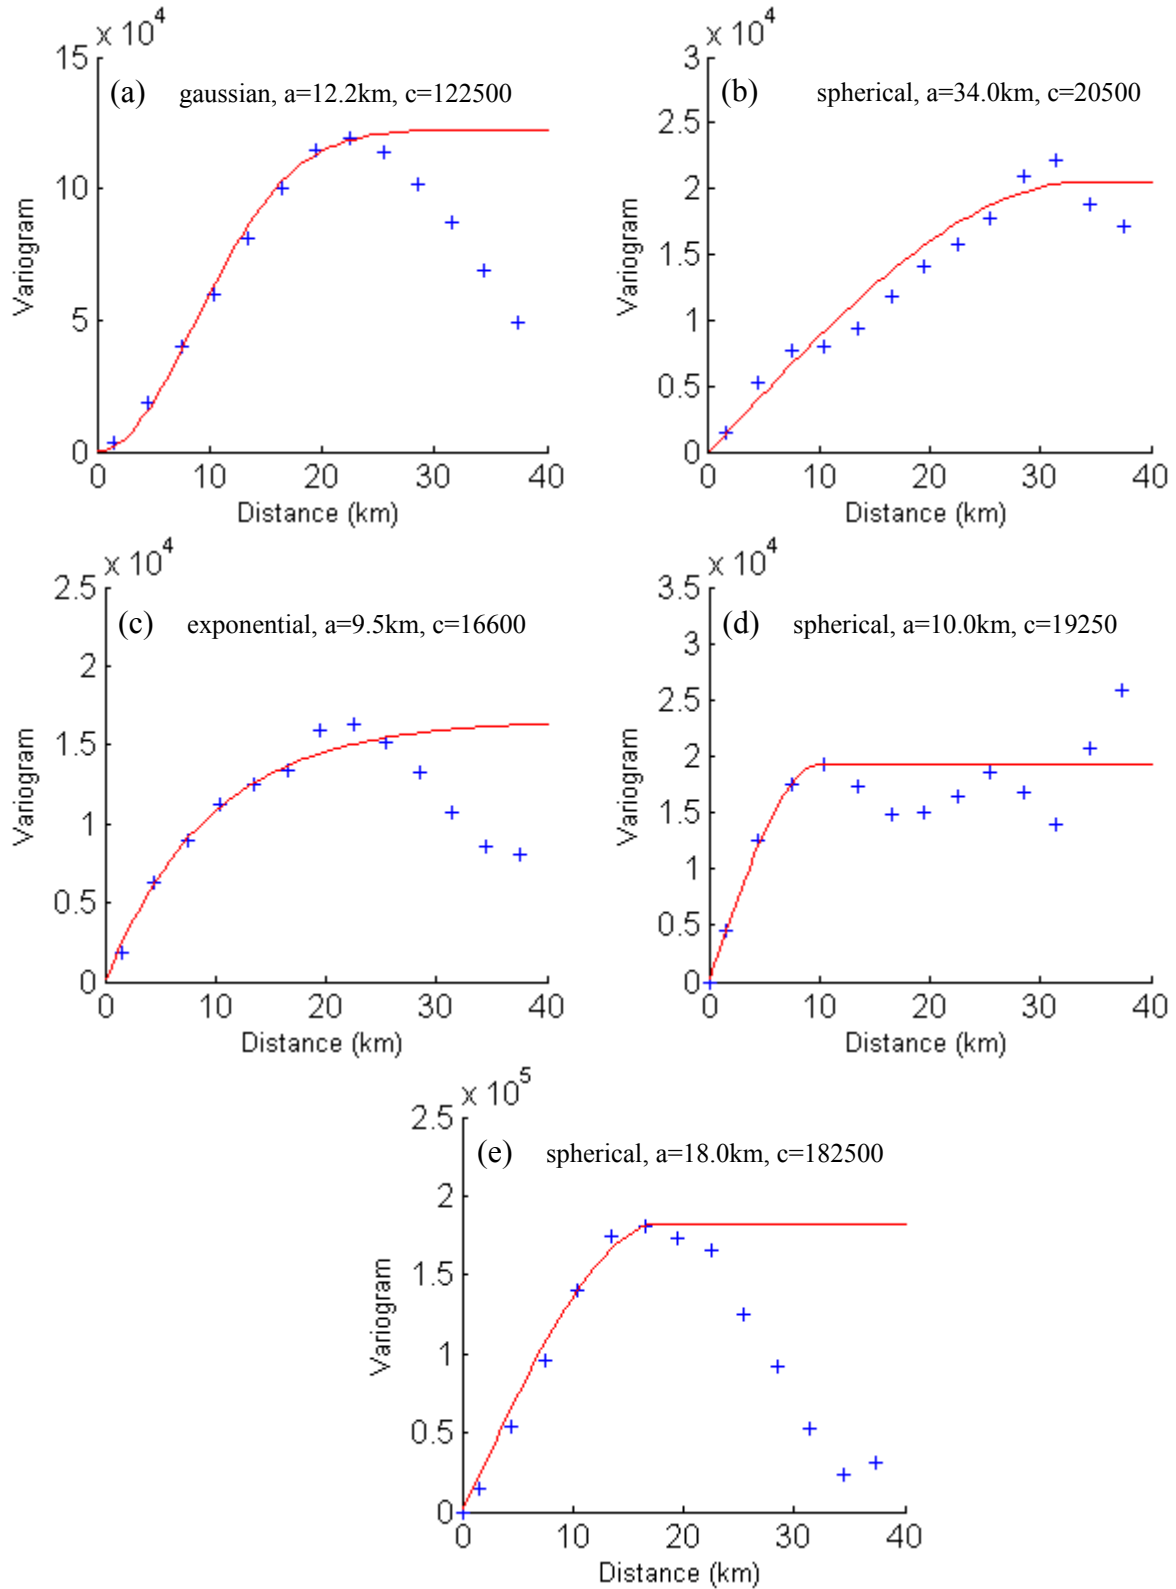 x 10^4
15
10
5
0
(a) gaussian, a=12.2km, c=122500
Variogram
0 10 20 30 40
Distance (km)
x 10^4
3
2.5
2
1.5
1
0.5
0
(b) spherical, a=34.0km, c=20500
Variogram
0 10 20 30 40
Distance (km)
x 10^4
2.5
2
1.5
1
0.5
0
(c) exponential, a=9.5km, c=16600
Variogram
0 10 20 30 40
Distance (km)
x 10^4
3.5
3
2.5
2
1.5
1
0.5
0
(d) spherical, a=10.0km, c=19250
Variogram
0 10 20 30 40
Distance (km)
x 10^5
2.5
2
1.5
1
0.5
0
(e) spherical, a=18.0km, c=182500
Variogram
0 10 20 30 40
Distance (km)